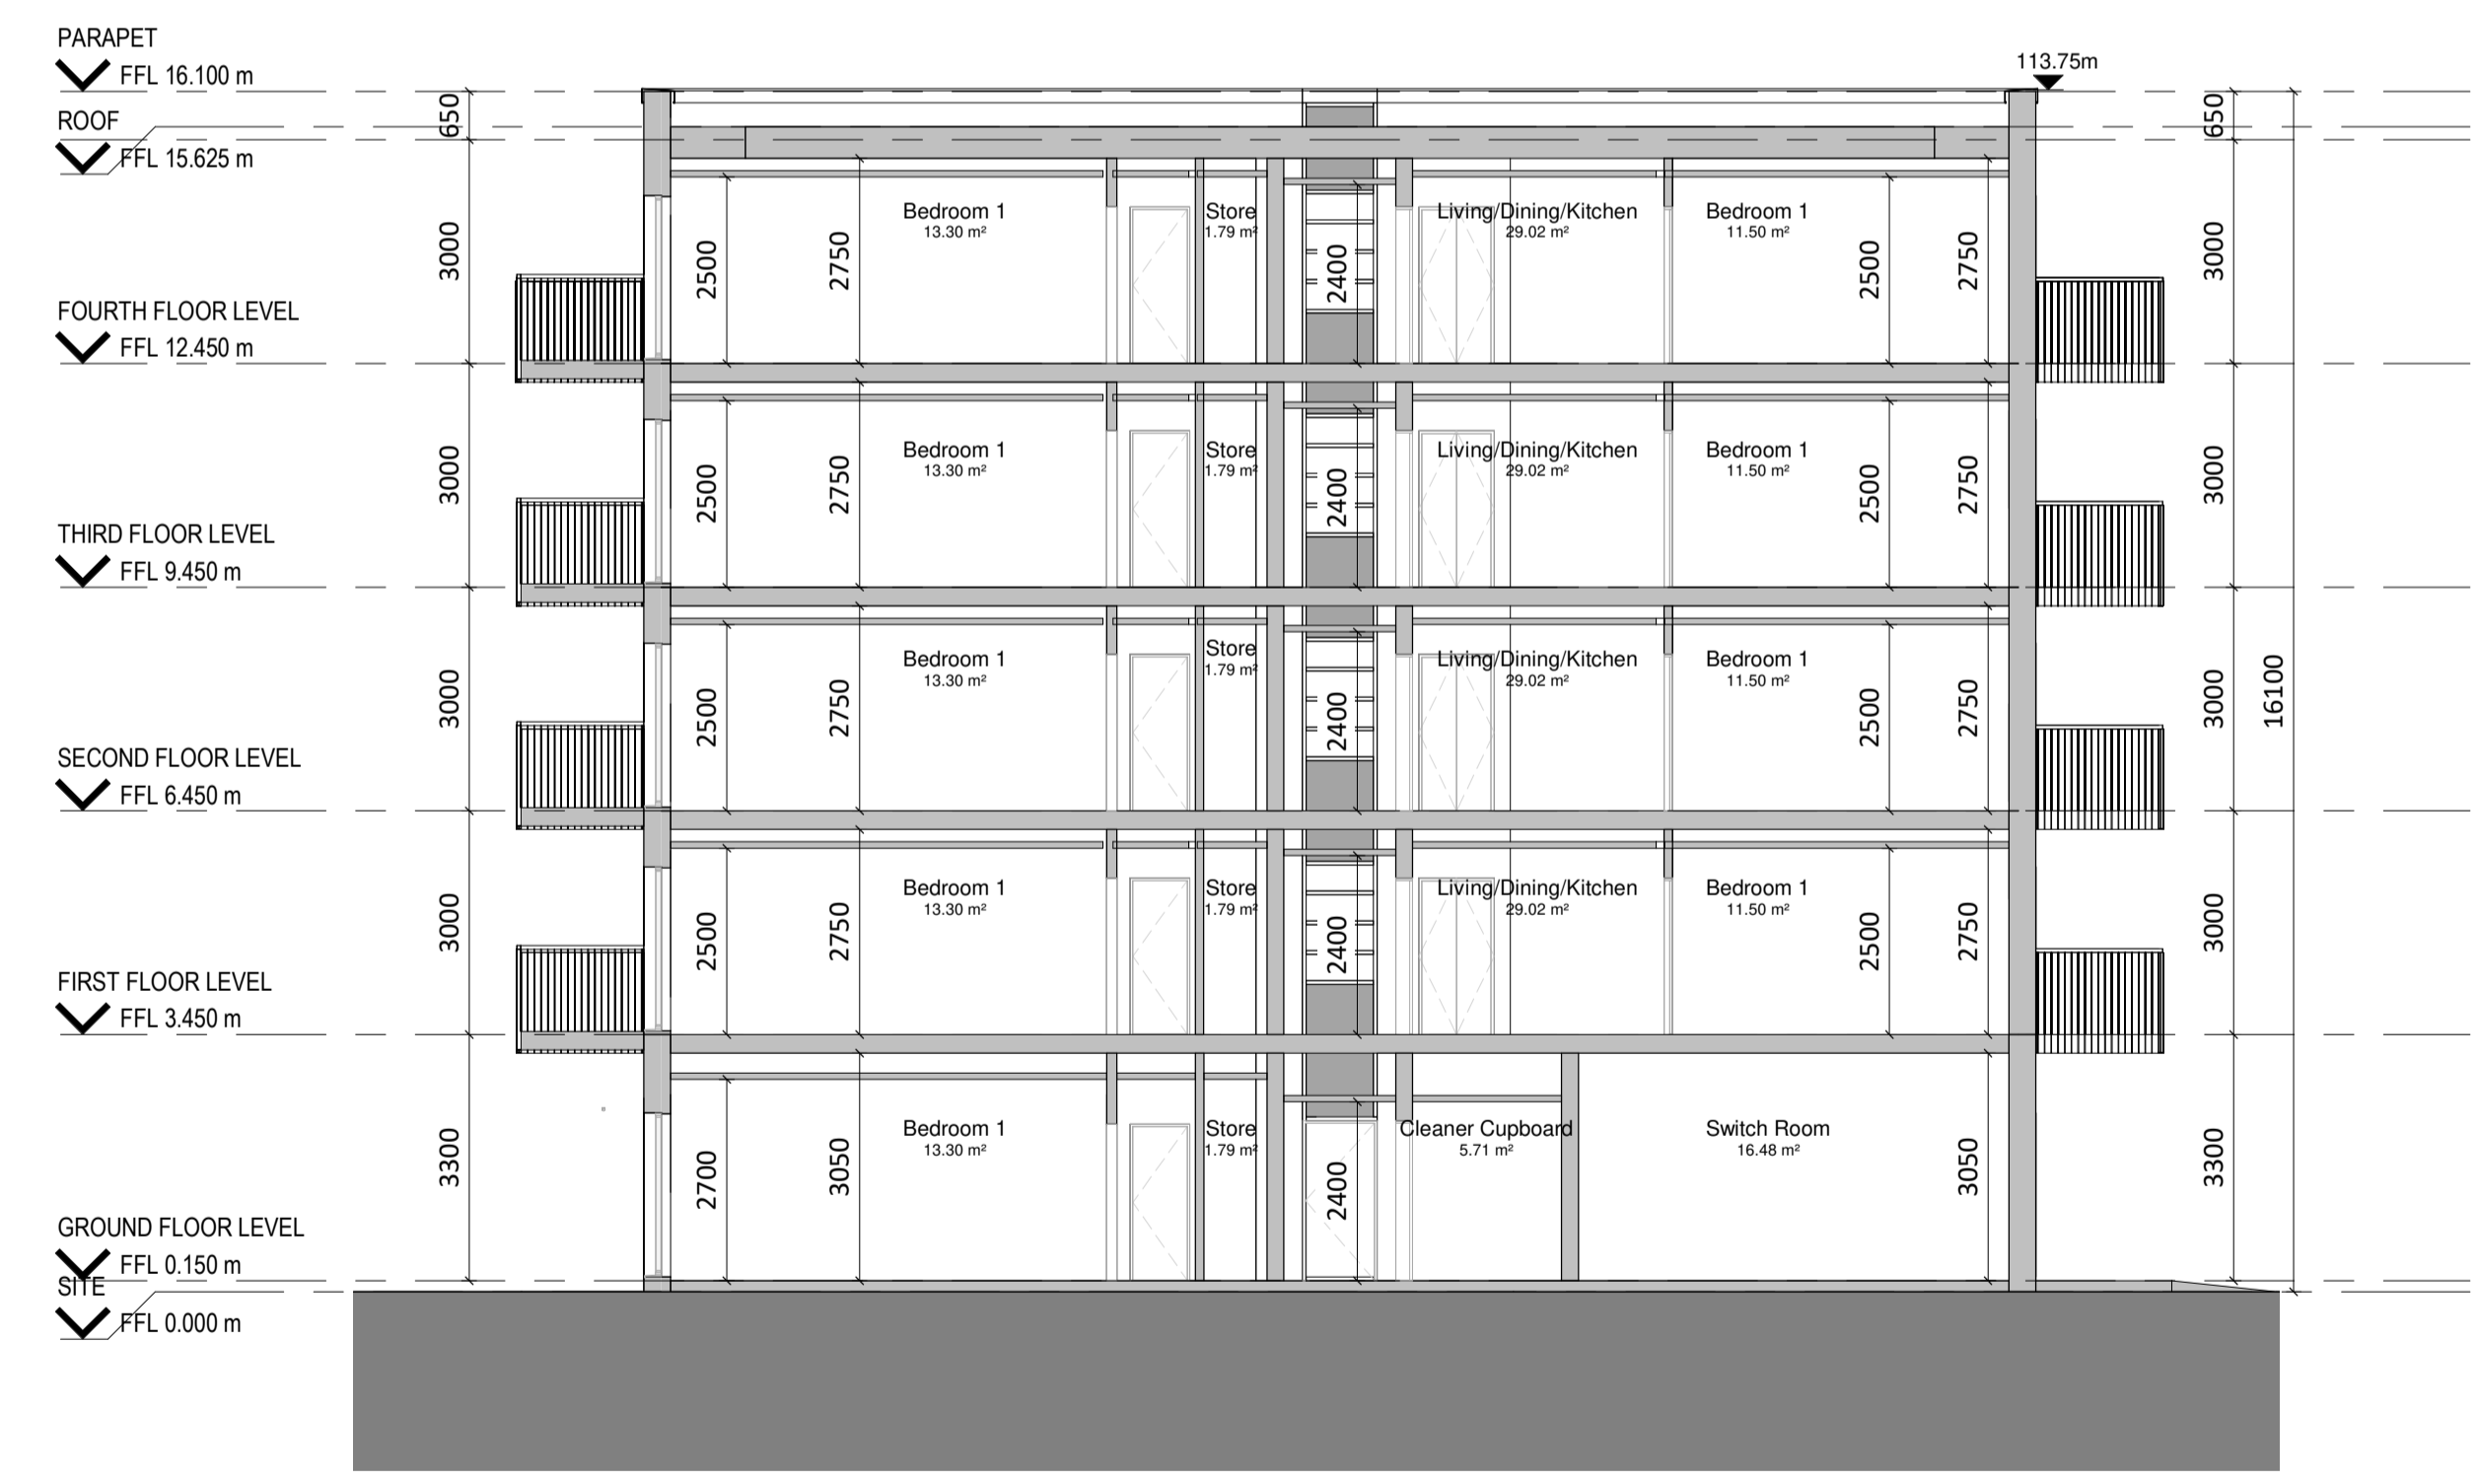 PARAPET
FFL 16.100 m
113.75m
650
650
ROOF
FFL 15.625 m
Bedroom 1
13.30 m²
Store
1.79 m²
Living/Dining/Kitchen
29.02 m²
Bedroom 1
11.50 m²
3000
2500
2750
2400
2500
2750
3000
FOURTH FLOOR LEVEL
FFL 12.450 m
Bedroom 1
13.30 m²
Store
1.79 m²
Living/Dining/Kitchen
29.02 m²
Bedroom 1
11.50 m²
3000
2500
2750
2400
2500
2750
3000
THIRD FLOOR LEVEL
FFL 9.450 m
Bedroom 1
13.30 m²
Store
1.79 m²
Living/Dining/Kitchen
29.02 m²
Bedroom 1
11.50 m²
3000
2500
2750
2400
2500
2750
3000
16100
SECOND FLOOR LEVEL
FFL 6.450 m
Bedroom 1
13.30 m²
Store
1.79 m²
Living/Dining/Kitchen
29.02 m²
Bedroom 1
11.50 m²
3000
2500
2750
2400
2500
2750
3000
FIRST FLOOR LEVEL
FFL 3.450 m
Bedroom 1
13.30 m²
Store
1.79 m²
Cleaner Cupboard
5.71 m²
Switch Room
16.48 m²
3300
2700
3050
2400
3050
3300
GROUND FLOOR LEVEL
FFL 0.150 m
SITE
FFL 0.000 m